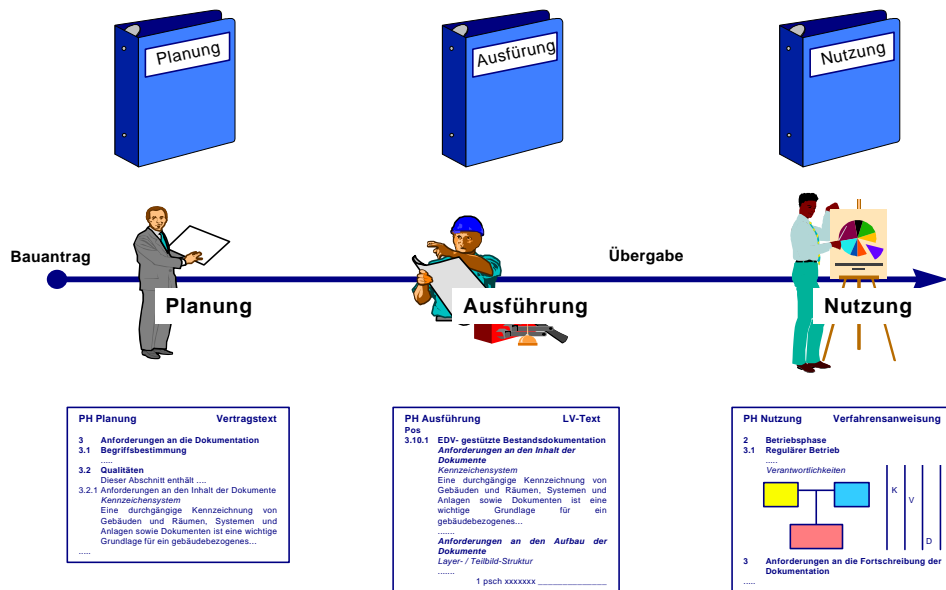 Planung
Ausfürung
Nutzung
Bauantrag
Übergabe
Planung
Ausführung
Nutzung
PH Planung Vertragstext
3 Anforderungen an die Dokumentation
3.1 Begriffsbestimmung
.....
3.2 Qualitäten
Dieser Abschnitt enthält ....
3.2.1 Anforderungen an den Inhalt der Dokumente
Kennzeichensystem
Eine durchgängige Kennzeichnung von
Gebäuden und Räumen, Systemen und
Anlagen sowie Dokumenten ist eine wichtige
Grundlage für ein gebäudebezogenes...
.....
PH Ausführung LV-Text
Pos
3.10.1 EDV- gestützte Bestandsdokumentation
Anforderungen an den Inhalt der
Dokumente
Kennzeichensystem
Eine durchgängige Kennzeichnung von
Gebäuden und Räumen, Systemen und
Anlagen sowie Dokumenten ist eine
wichtige Grundlage für ein
gebäudebezogenes...
.......
Anforderungen an den Aufbau der
Dokumente
Layer- / Teilbild-Struktur
.......
1 psch xxxxxxx ______________
PH Nutzung Verfahrensanweisung
2 Betriebsphase
3.1 Regulärer Betrieb
.....
Verantwortlichkeiten
K
V
D
3 Anforderungen an die Fortschreibung der
Dokumentation
.....